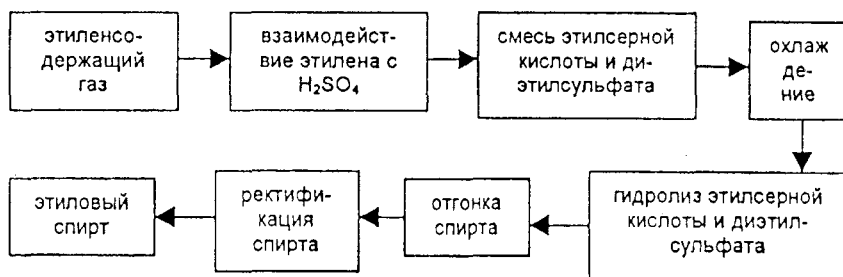 этиленсо-
держащий
газ
взаимодейст-
вие этилена с
H₂SO₄
смесь этилсерной
кислоты и ди-
этилсульфата
охлаж
де-
ние
гидролиз этилсерной
кислоты и диэтил-
сульфата
отгонка
спирта
ректифи-
кация
спирта
этиловый
спирт